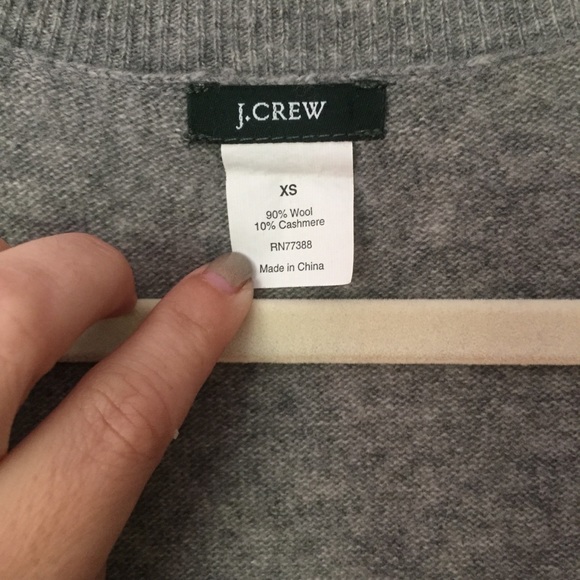 J.CREW
XS
90% Wool
10% Cashmere
RN77388
Made in China